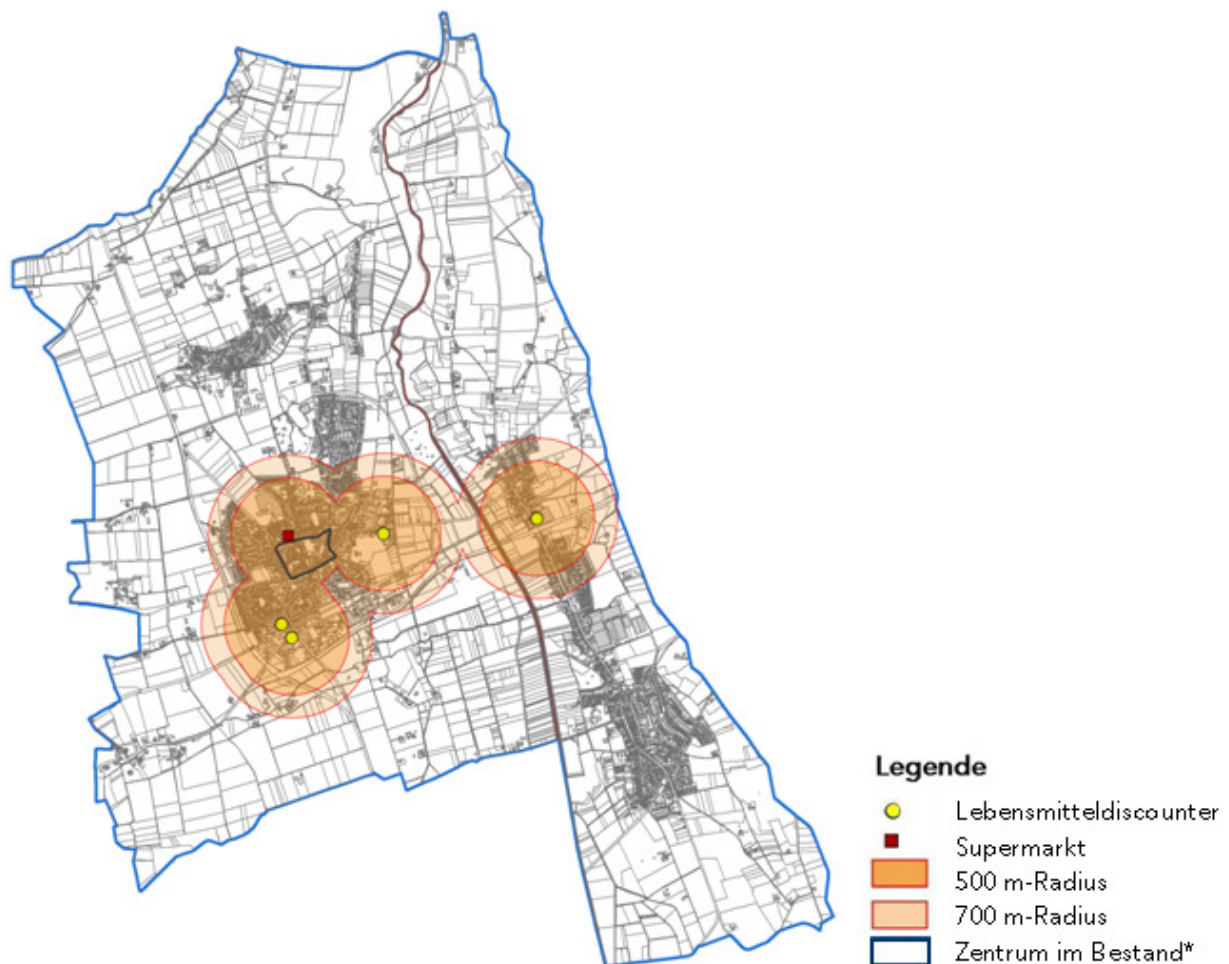 Legende
Lebensmitteldiscounter
Supermarkt
500 m-Radius
700 m-Radius
Zentrum im Bestand*